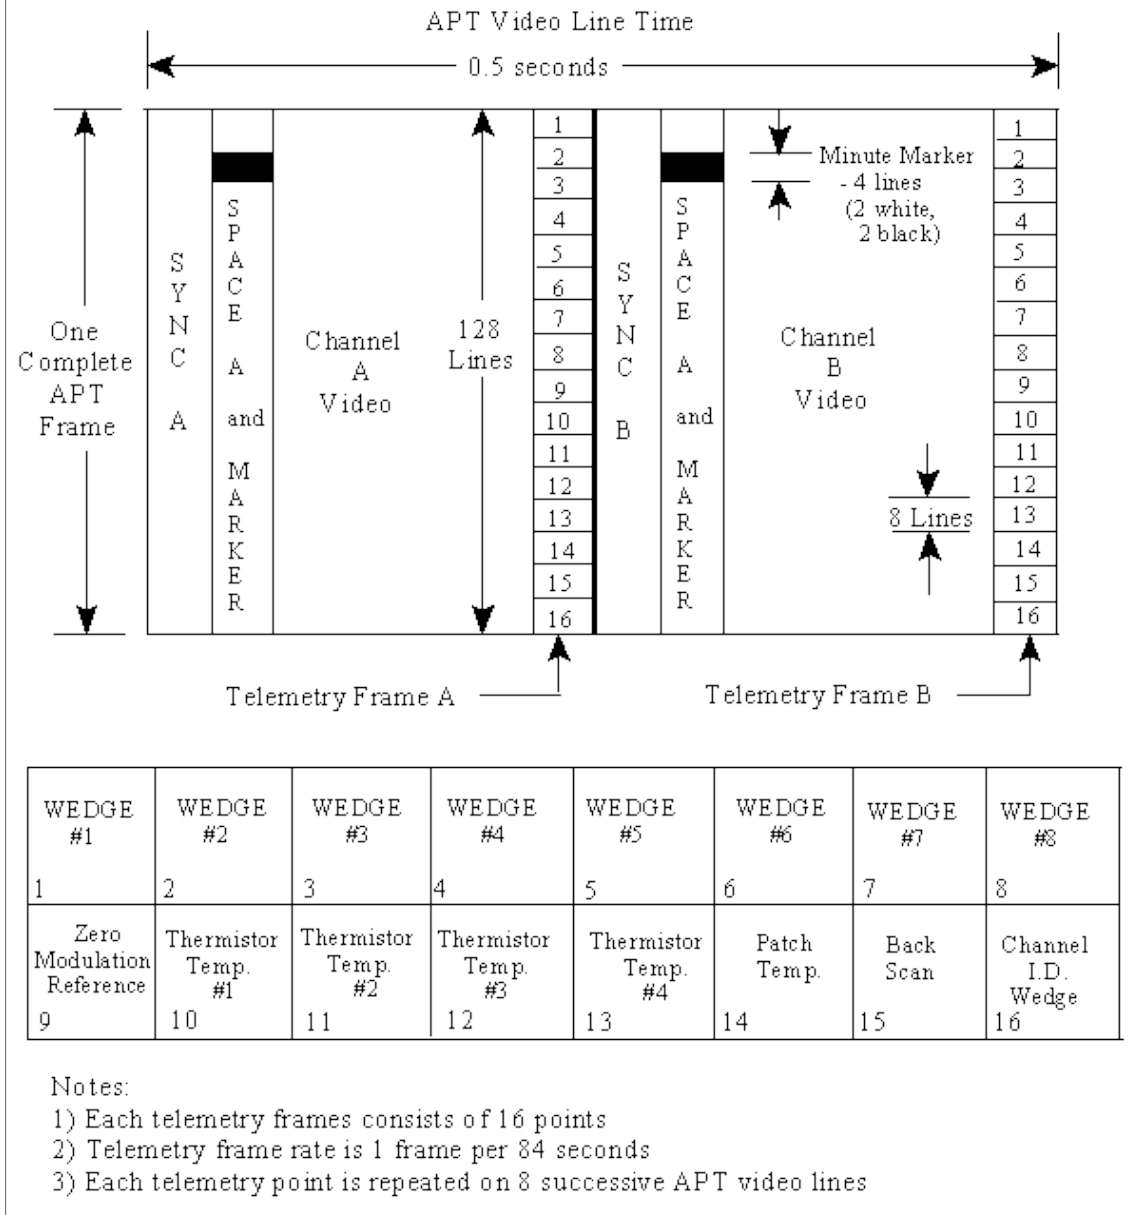 APT Video Line Time
0.5 seconds
One
Complete
APT
Frame
SYNC A
SPACE A and MARKER
Channel
A
Video
128
Lines
1
2
3
4
5
6
7
8
9
10
11
12
13
14
15
16
SYNC B
SPACE A and MARKER
Minute Marker
- 4 lines
(2 white,
2 black)
Channel
B
Video
8 Lines
1
2
3
4
5
6
7
8
9
10
11
12
13
14
15
16
Telemetry Frame A
Telemetry Frame B
WEDGE
#1
1
WEDGE
#2
2
WEDGE
#3
3
WEDGE
#4
4
WEDGE
#5
5
WEDGE
#6
6
WEDGE
#7
7
WEDGE
#8
8
Zero
Modulation
Reference
9
Thermistor
Temp.
#1
10
Thermistor
Temp.
#2
11
Thermistor
Temp.
#3
12
Thermistor
Temp.
#4
13
Patch
Temp.
14
Back
Scan
15
Channel
I.D.
Wedge
16
Notes:
1) Each telemetry frames consists of 16 points
2) Telemetry frame rate is 1 frame per 84 seconds
3) Each telemetry point is repeated on 8 successive APT video lines